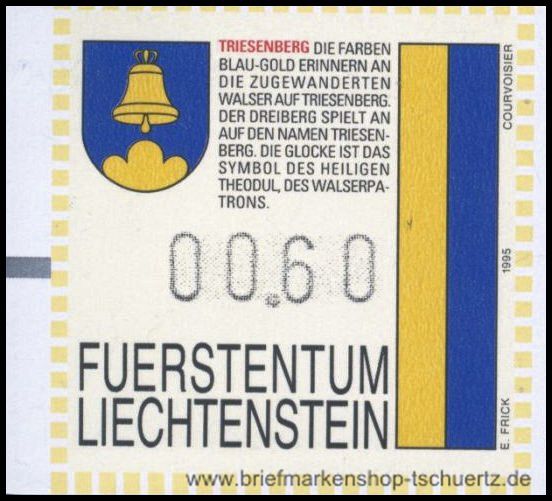 TRIESENBERG DIE FARBEN
BLAU-GOLD ERINNERN AN
DIE ZUGEWANDERTEN
WALSER AUF TRIESENBERG.
DER DREIBERG SPIELT AN
AUF DEN NAMEN TRIESEN-
BERG. DIE GLOCKE IST DAS
SYMBOL DES HEILIGEN
THEODUL, DES WALSERPA-
TRONS.
00.60
FUERSTENTUM
LIECHTENSTEIN
E. FRICK 1995 COURVOISIER
www.briefmarkenshop-tschuertz.de